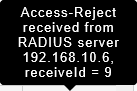 Access-Reject
received from
RADIUS server
192.168.10.6,
receiveId = 9